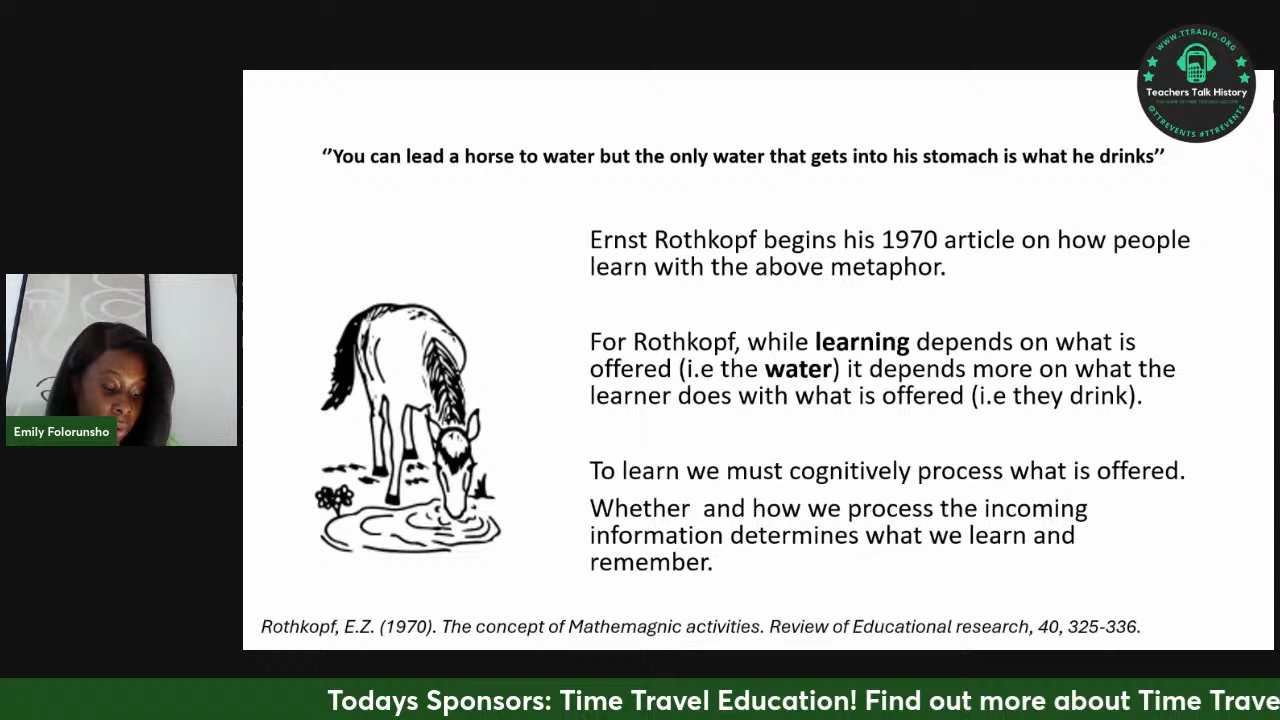 WWW.TTRADIO.ORG
Teachers Talk History
@TTREVENTS #TTREVENTS
‘’You can lead a horse to water but the only water that gets into his stomach is what he drinks’’
Ernst Rothkopf begins his 1970 article on how people
learn with the above metaphor.
For Rothkopf, while learning depends on what is
offered (i.e the water) it depends more on what the
learner does with what is offered (i.e they drink).
To learn we must cognitively process what is offered.
Whether and how we process the incoming
information determines what we learn and
remember.
Rothkopf, E.Z. (1970). The concept of Mathemagnic activities. Review of Educational research, 40, 325-336.
Emily Folorunsho
Todays Sponsors: Time Travel Education! Find out more about Time Trave